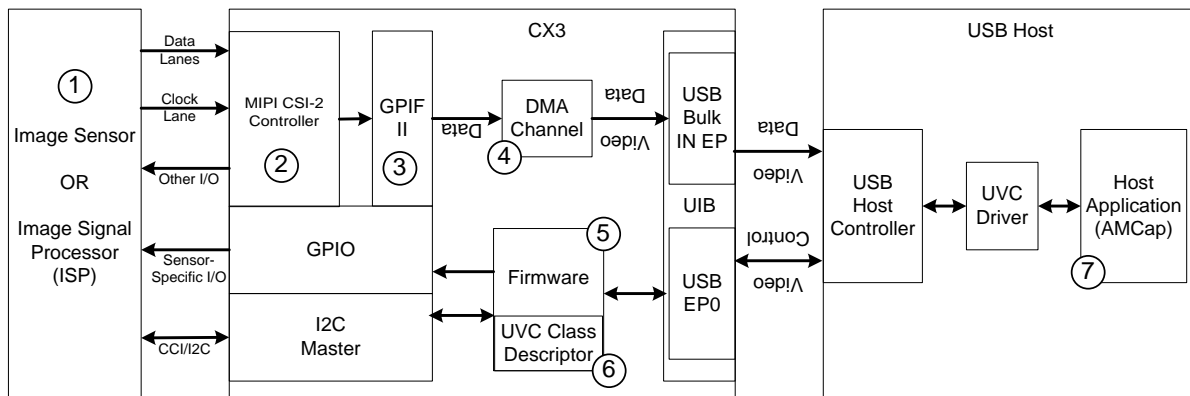 CX3
USB Host
1
Image Sensor
OR
Image Signal
Processor
(ISP)
Data
Lanes
Clock
Lane
Other I/O
Sensor-
Specific I/O
CCI/I2C
MIPI CSI-2
Controller
2
GPIF
II
3
Data
DMA
Channel
4
Data
Video
USB
Bulk
IN EP
UIB
GPIO
I2C
Master
5
Firmware
UVC Class
Descriptor
6
USB
EP0
Data
Video
Control
Video
USB
Host
Controller
UVC
Driver
Host
Application
(AMCap)
7